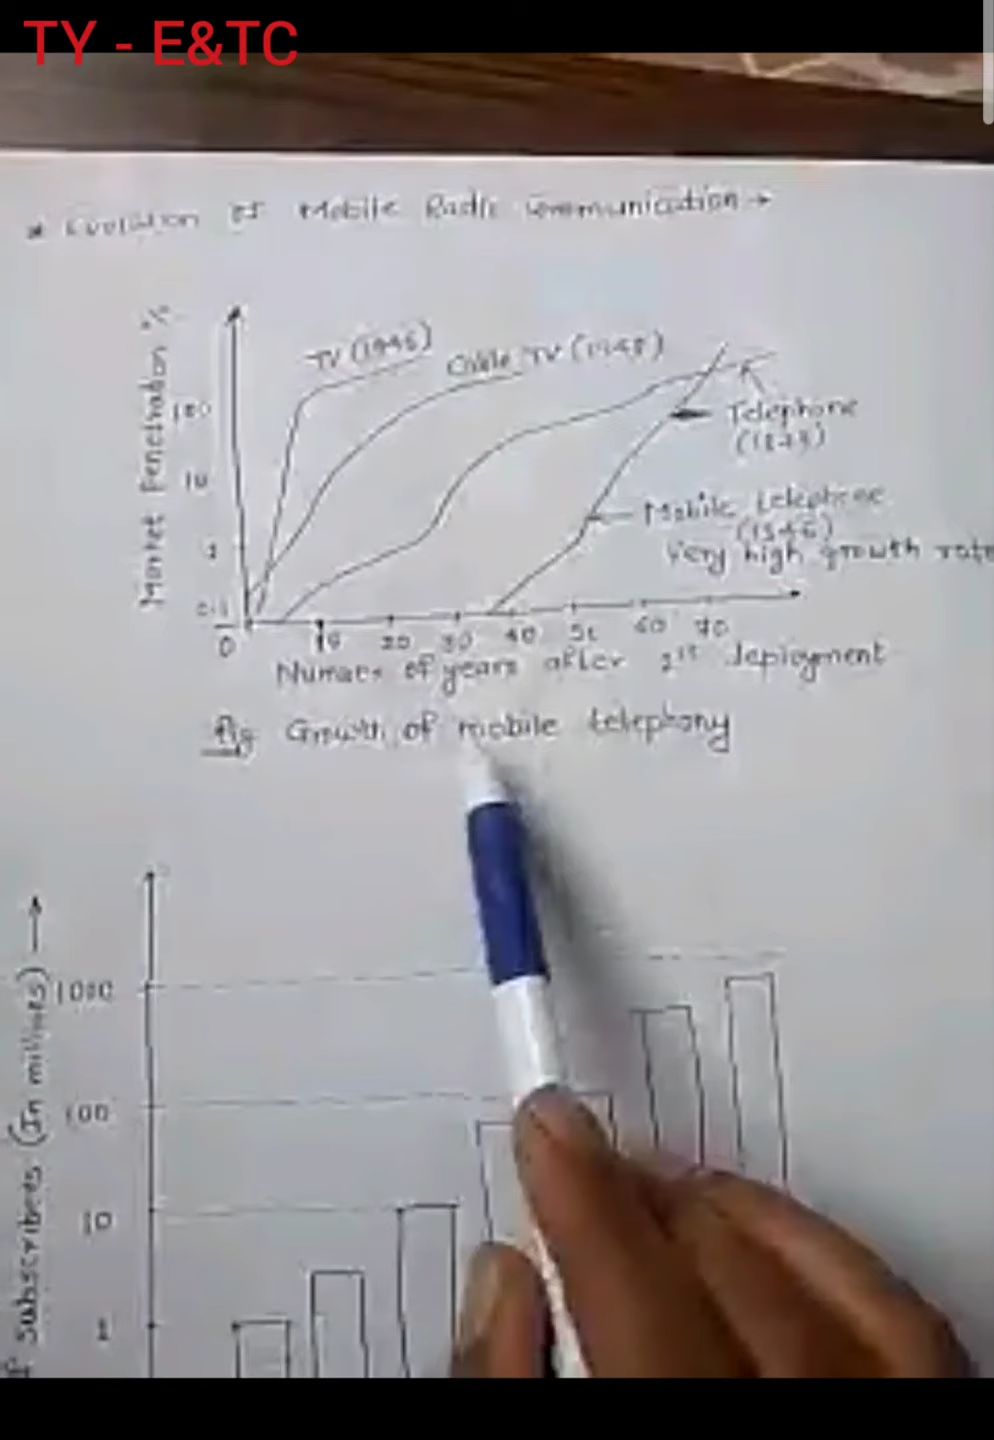 TY - E&TC
* Evolution of Mobile Radio Communication →
Market Penetration %
TV (1946)
Cable TV (1948)
100
Telephone
10
Mobile telephone
(1946)
1
Very high growth rate
0.1
0 10 20 30 40 50 60 70
Number of years after 1st deployment
fig Growth of mobile telephony
f subscribers (In millions) →
1000
100
10
1